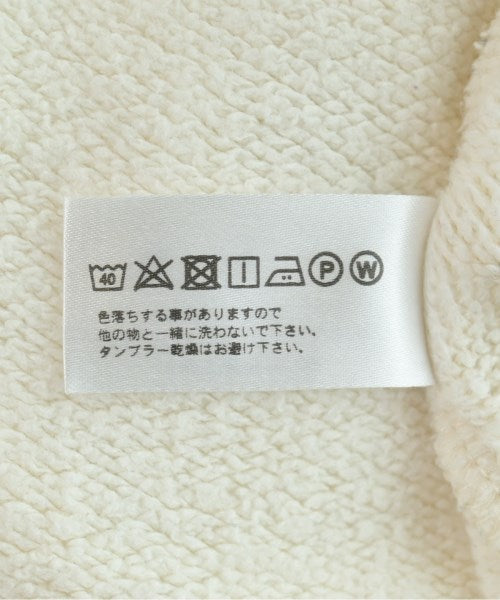 40 P W
色落ちする事がありますので
他の物と一緒に洗わないで下さい。
タンブラー乾燥はお避け下さい。